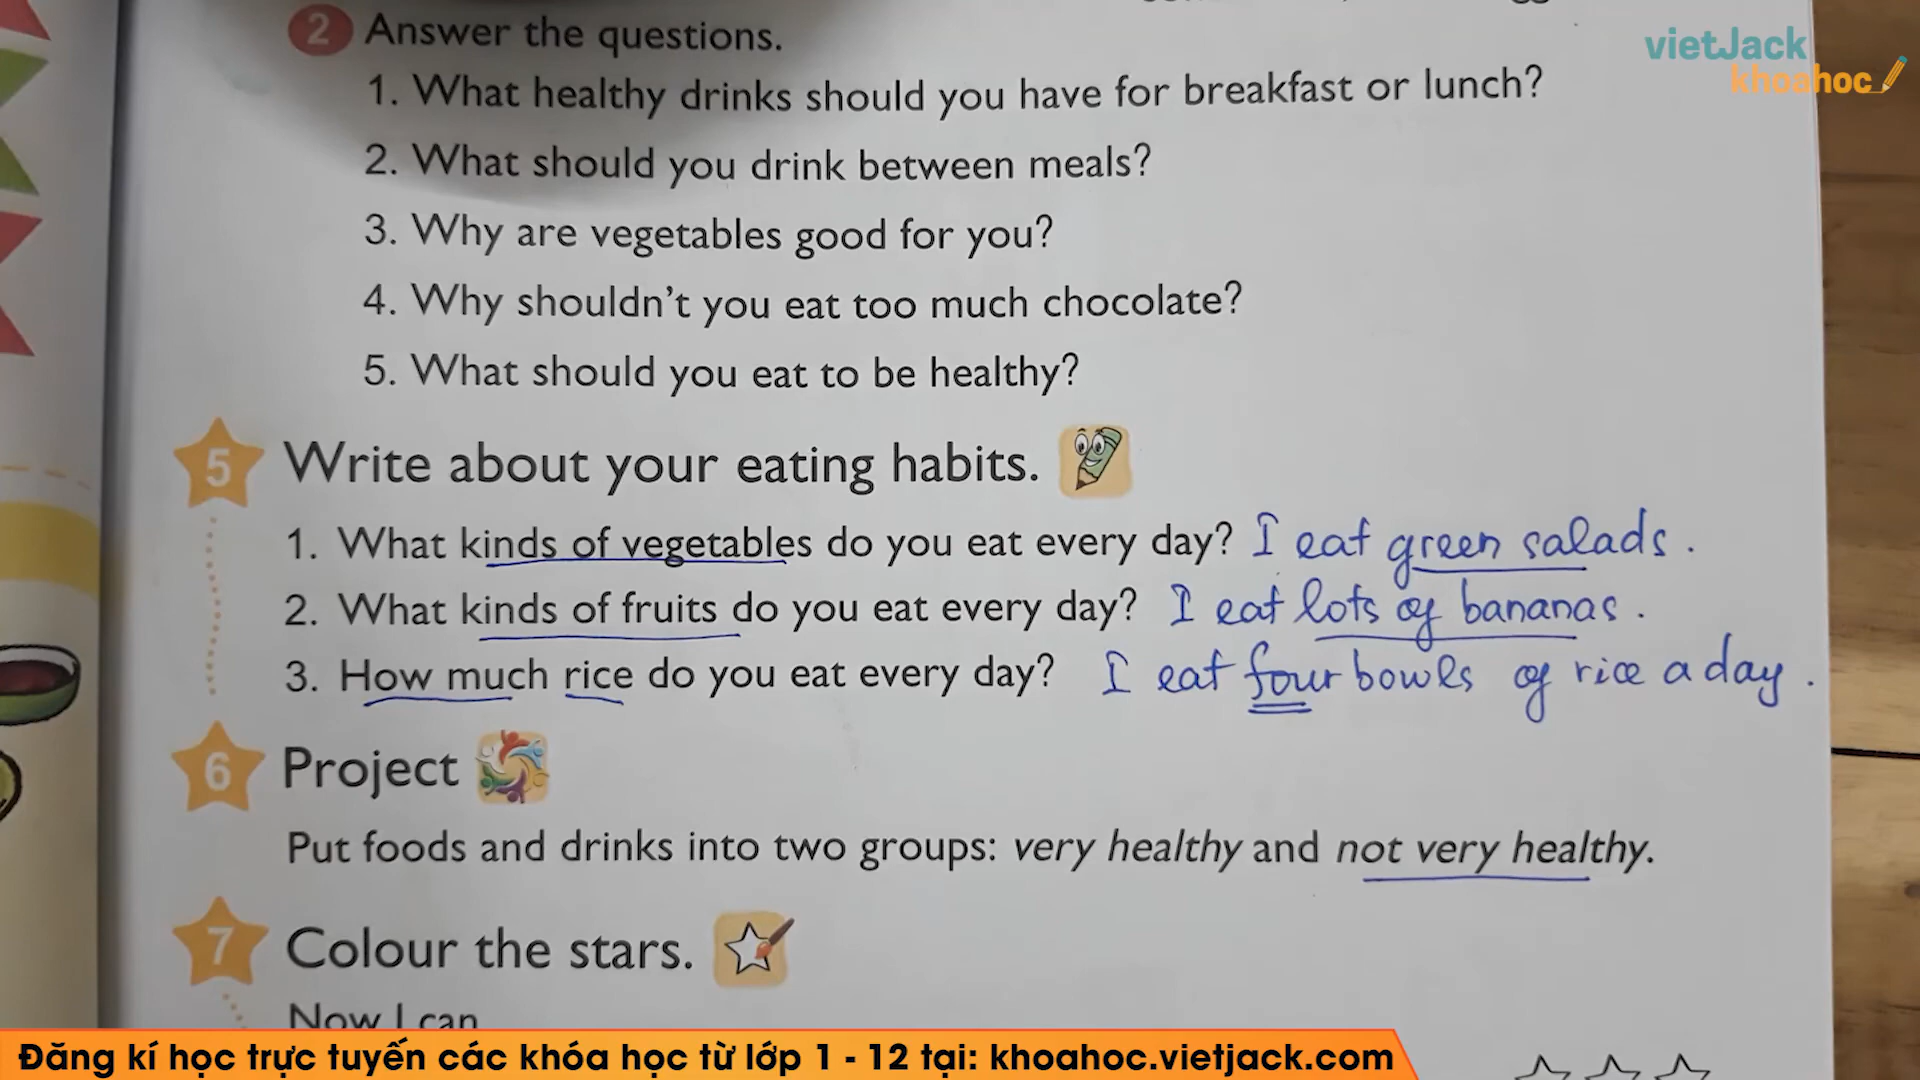 vietJack
khoahoc
2 Answer the questions.
1. What healthy drinks should you have for breakfast or lunch?
2. What should you drink between meals?
3. Why are vegetables good for you?
4. Why shouldn't you eat too much chocolate?
5. What should you eat to be healthy?
5 Write about your eating habits.
1. What kinds of vegetables do you eat every day? I eat green salads.
2. What kinds of fruits do you eat every day? I eat lots of bananas.
3. How much rice do you eat every day? I eat four bowls of rice a day.
6 Project
Put foods and drinks into two groups: very healthy and not very healthy.
7 Colour the stars.
Now I can
Đăng kí học trực tuyến các khóa học từ lớp 1 - 12 tại: khoahoc.vietjack.com